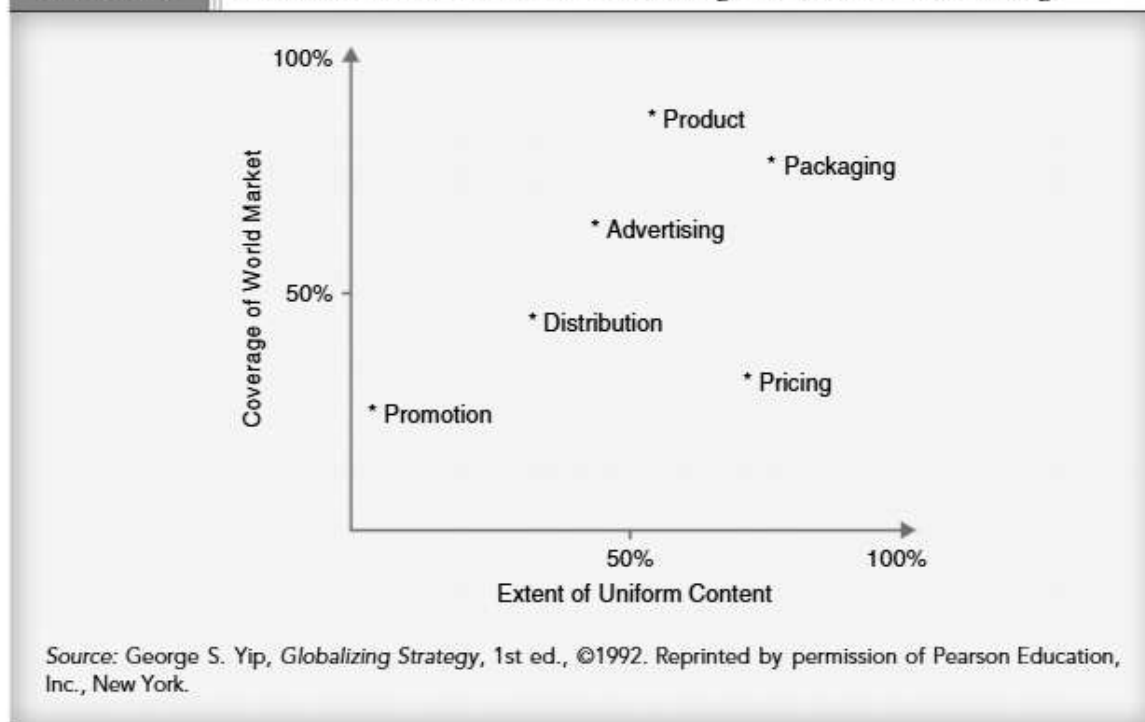 100%
* Product
* Packaging
* Advertising
50%
* Distribution
* Pricing
* Promotion
Coverage of World Market
50%
100%
Extent of Uniform Content
Source: George S. Yip, Globalizing Strategy, 1st ed., ©1992. Reprinted by permission of Pearson Education,
Inc., New York.